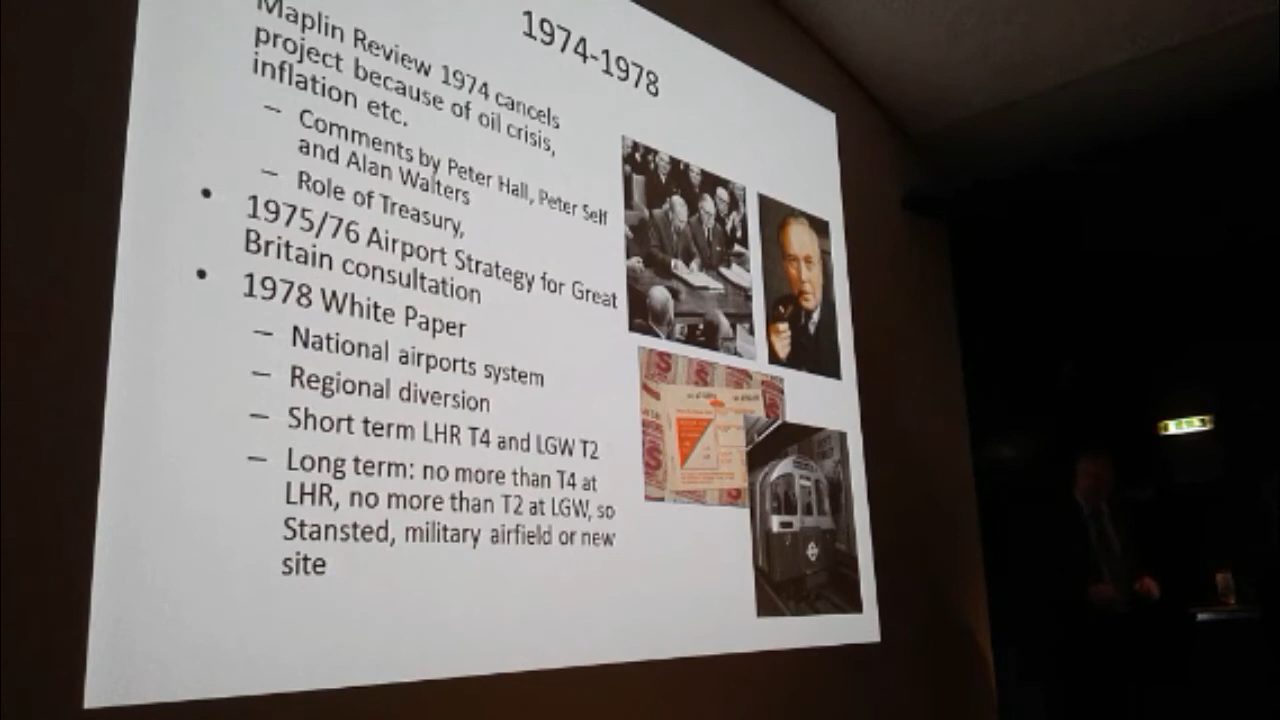 1974-1978
Maplin Review 1974 cancels
project because of oil crisis,
inflation etc.
– Comments by Peter Hall, Peter Self
and Alan Walters
– Role of Treasury,
• 1975/76 Airport Strategy for Great
Britain consultation
• 1978 White Paper
– National airports system
– Regional diversion
– Short term LHR T4 and LGW T2
– Long term: no more than T4 at
LHR, no more than T2 at LGW, so
Stansted, military airfield or new
site